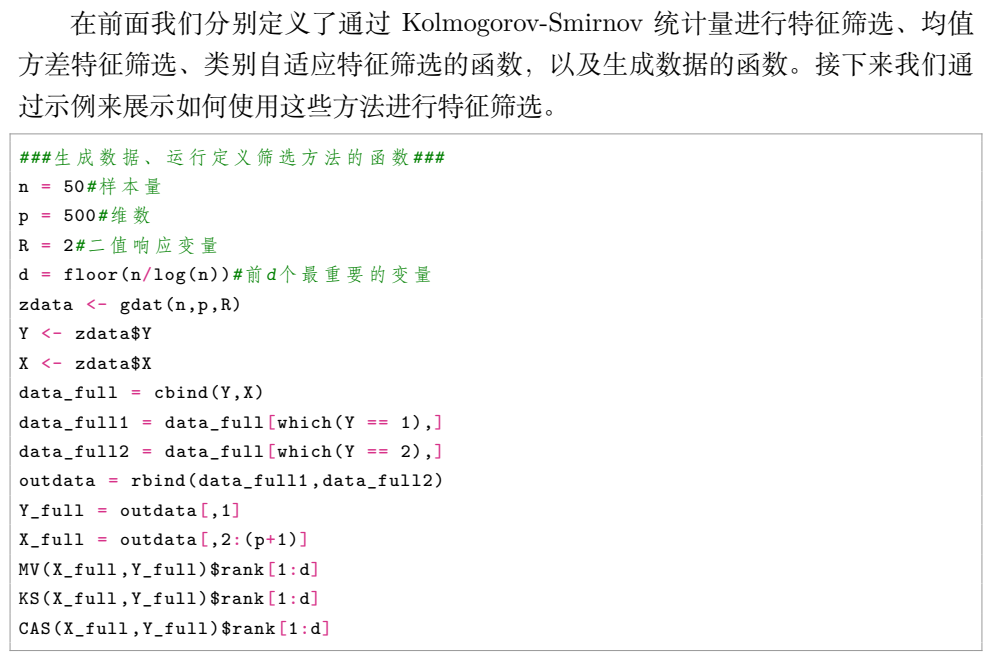 在前面我们分别定义了通过 Kolmogorov-Smirnov 统计量进行特征筛选、均值
方差特征筛选、类别自适应特征筛选的函数，以及生成数据的函数。接下来我们通
过示例来展示如何使用这些方法进行特征筛选。
###生成数据、运行定义筛选方法的函数###
n = 50#样本量
p = 500#维数
R = 2#二值响应变量
d = floor(n/log(n))#前d个最重要的变量
zdata <- gdat(n,p,R)
Y <- zdata$Y
X <- zdata$X
data_full = cbind(Y,X)
data_full1 = data_full[which(Y == 1),]
data_full2 = data_full[which(Y == 2),]
outdata = rbind(data_full1,data_full2)
Y_full = outdata[,1]
X_full = outdata[,2:(p+1)]
MV(X_full,Y_full)$rank[1:d]
KS(X_full,Y_full)$rank[1:d]
CAS(X_full,Y_full)$rank[1:d]